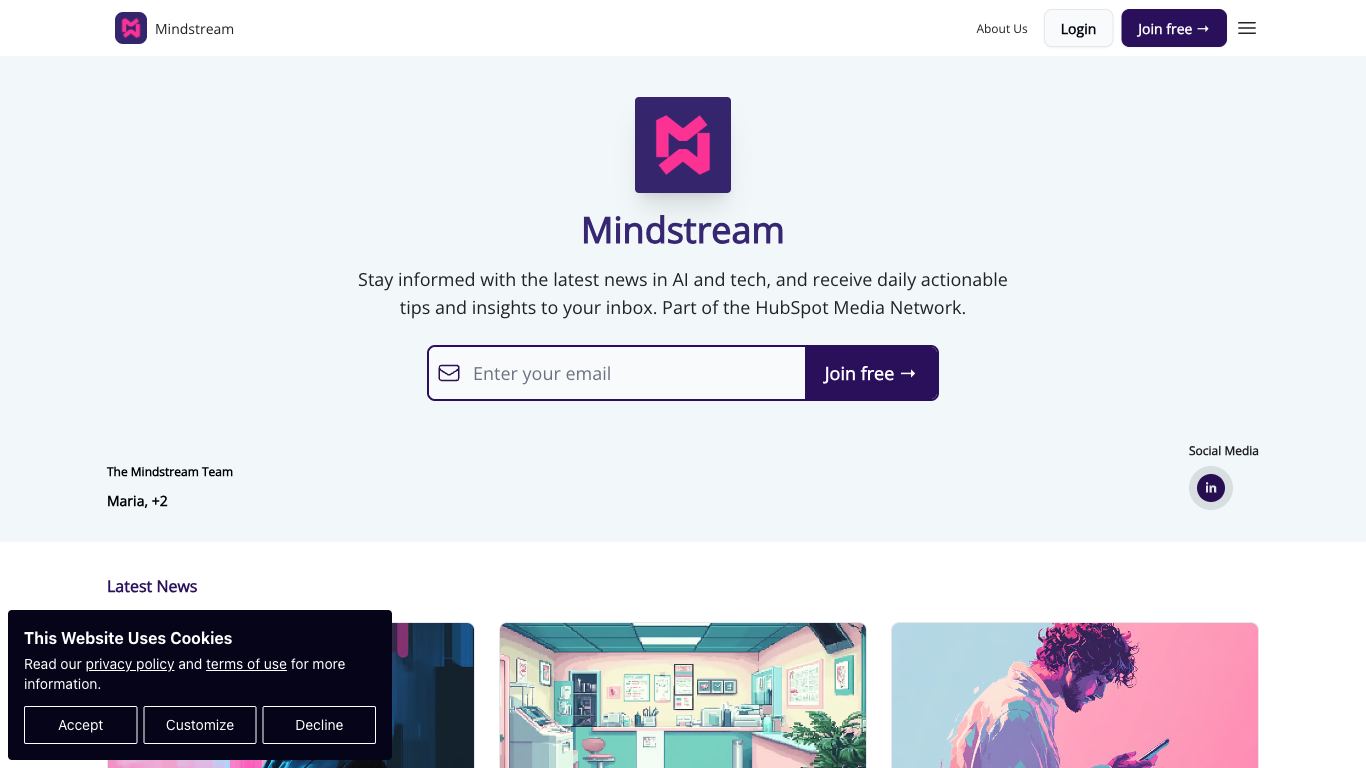 Mindstream
About Us
Login
Join free →
Mindstream
Stay informed with the latest news in AI and tech, and receive daily actionable
tips and insights to your inbox. Part of the HubSpot Media Network.
Enter your email
Join free →
The Mindstream Team
Maria, +2
Social Media
in
Latest News
This Website Uses Cookies
Read our privacy policy and terms of use for more
information.
Accept
Customize
Decline